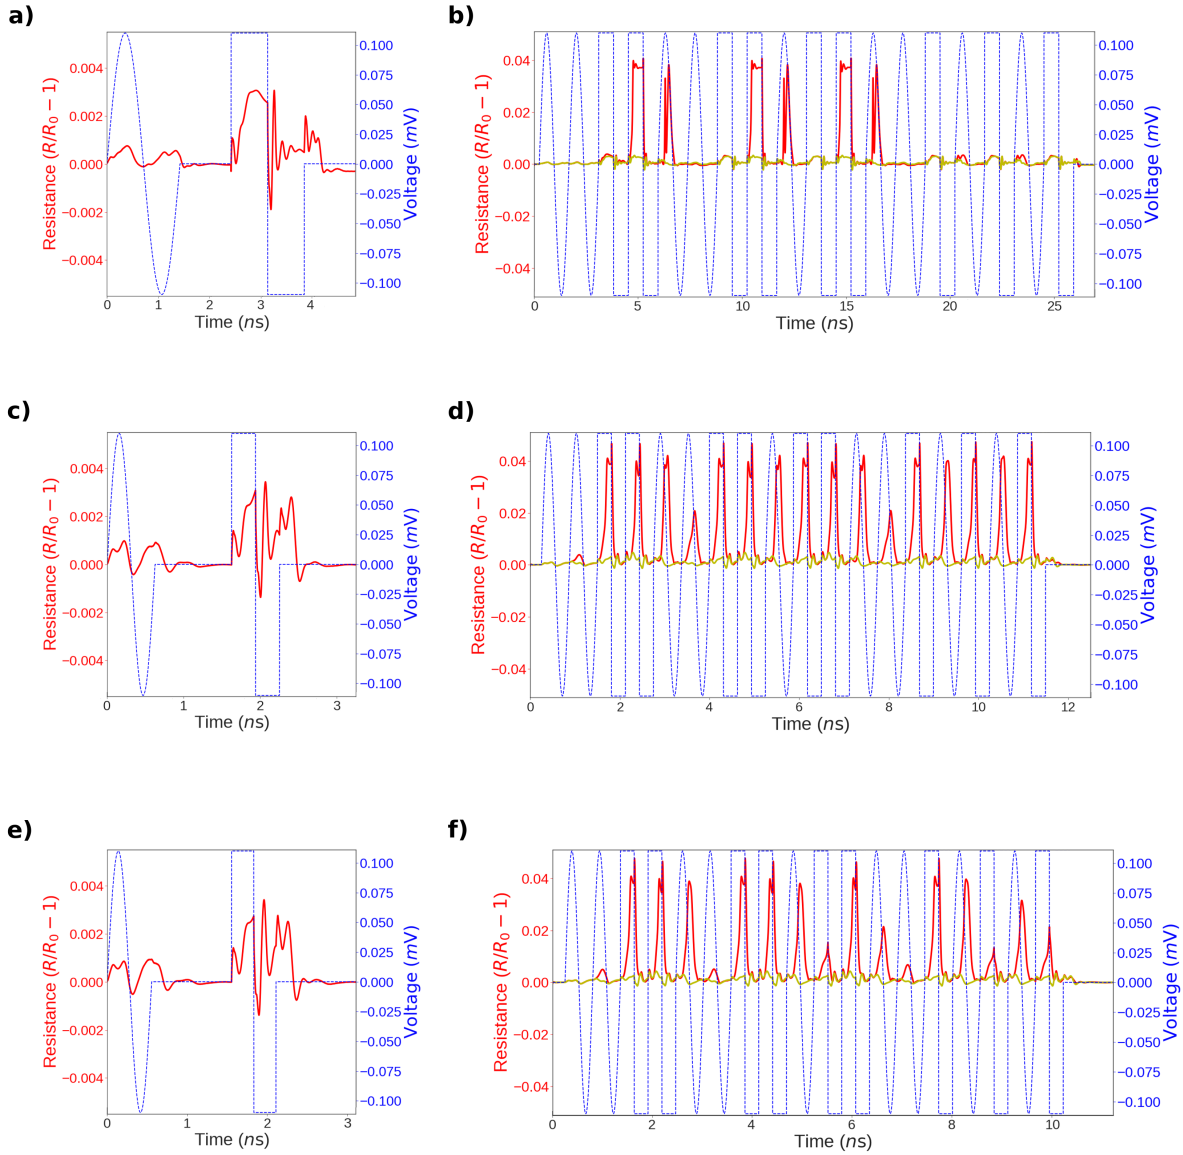 a)
0.004
0.002
0.000
−0.002
−0.004
Resistance (R/R₀ − 1)
0.100
0.075
0.050
0.025
0.000
−0.025
−0.050
−0.075
−0.100
Voltage (mV)
0 1 2 3 4
Time (ns)
b)
0.04
0.02
0.00
−0.02
−0.04
Resistance (R/R₀ − 1)
0.100
0.075
0.050
0.025
0.000
−0.025
−0.050
−0.075
−0.100
Voltage (mV)
0 5 10 15 20 25
Time (ns)
c)
0.004
0.002
0.000
−0.002
−0.004
Resistance (R/R₀ − 1)
0.100
0.075
0.050
0.025
0.000
−0.025
−0.050
−0.075
−0.100
Voltage (mV)
0 1 2 3
Time (ns)
d)
0.04
0.02
0.00
−0.02
−0.04
Resistance (R/R₀ − 1)
0.100
0.075
0.050
0.025
0.000
−0.025
−0.050
−0.075
−0.100
Voltage (mV)
0 2 4 6 8 10 12
Time (ns)
e)
0.004
0.002
0.000
−0.002
−0.004
Resistance (R/R₀ − 1)
0.100
0.075
0.050
0.025
0.000
−0.025
−0.050
−0.075
−0.100
Voltage (mV)
0 1 2 3
Time (ns)
f)
0.04
0.02
0.00
−0.02
−0.04
Resistance (R/R₀ − 1)
0.100
0.075
0.050
0.025
0.000
−0.025
−0.050
−0.075
−0.100
Voltage (mV)
0 2 4 6 8 10
Time (ns)